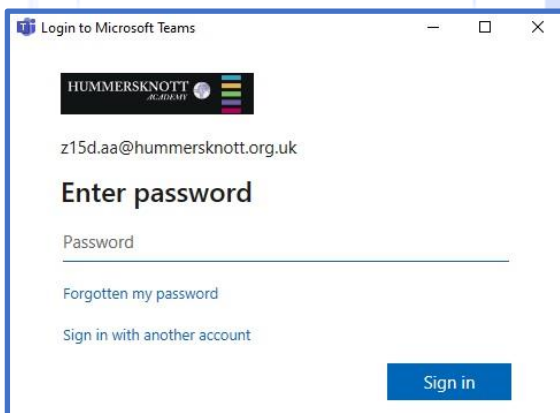 Login to Microsoft Teams
HUMMERSKNOTT
ACADEMY
z15d.aa@hummersknott.org.uk
Enter password
Password
Forgotten my password
Sign in with another account
Sign in